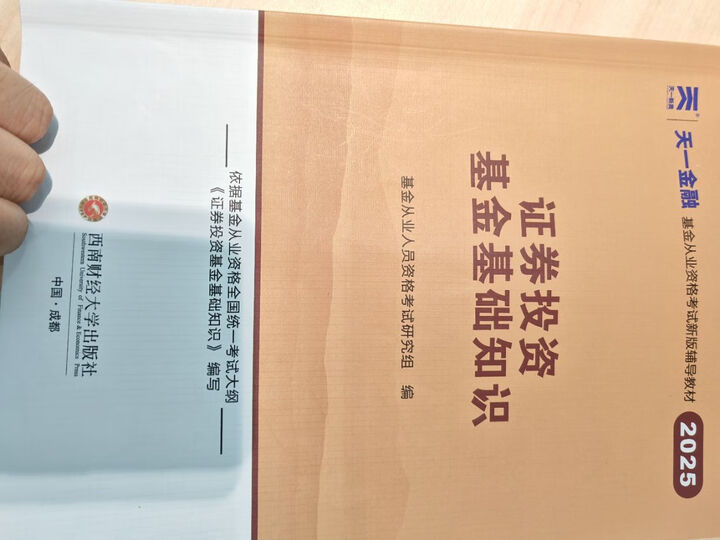 天一金融
天一金融 基金从业资格考试新版辅导教材 2025
证券投资
基金基础知识
基金从业人员资格考试研究组 编
依据基金从业资格全国统一考试大纲
《证券投资基金基础知识》编写
西南财经大学出版社
Southwestern University of Finance & Economics Press
中国·成都